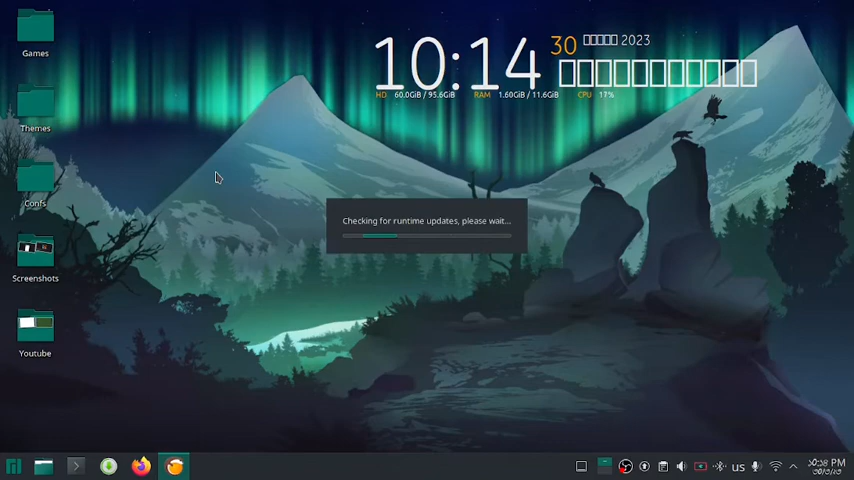 Games
Themes
Confs
Screenshots
Youtube
10:14
30
2023
HD 60.0GiB / 95.6GiB RAM 1.60GiB / 11.6GiB CPU 17%
Checking for runtime updates, please wait...
us
PM